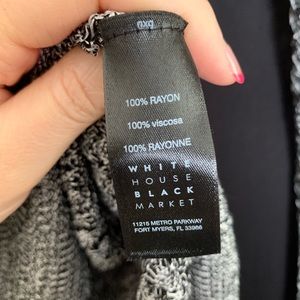 100% RAYON
100% viscosa
100% RAYONNE
WHITE
HOUSE
BLACK
MARKET
11215 METRO PARKWAY
FORT MYERS, FL 33966